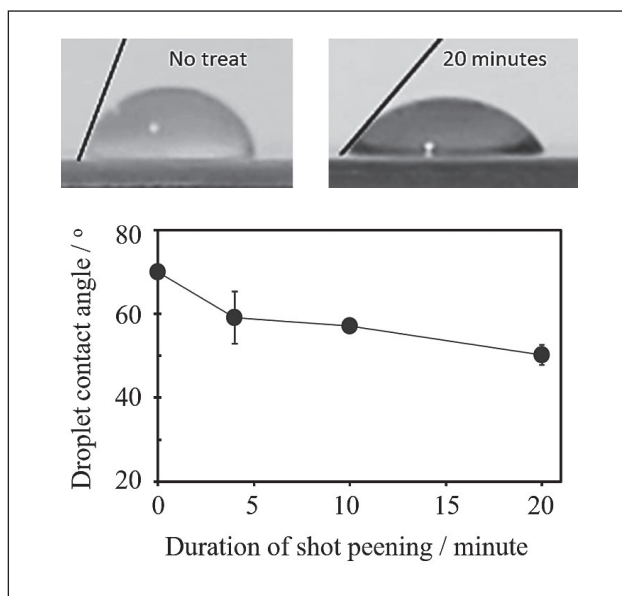 No treat
20 minutes
80
60
40
20
0
5
10
15
20
Droplet contact angle / °
Duration of shot peening / minute